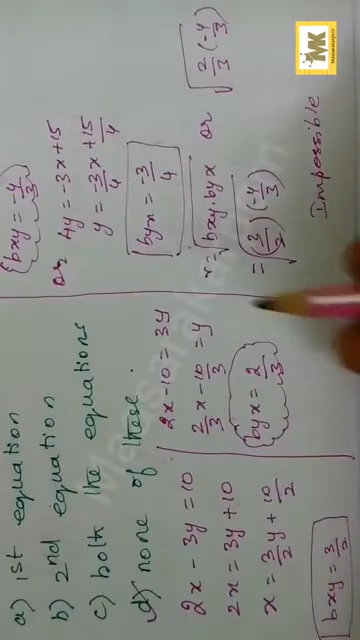 a) 1st equation
b) 2nd equation
c) both the equations
d) none of these.
2x - 3y = 10
2x = 3y + 10
x = 3/2 y + 10/2
bxy = 3/2
2x - 10 = 3y
2/3 x - 10/3 = y
byx = 2/3
bxy = -4/3
or 4y = -3x + 15
y = -3/4 x + 15/4
byx = -3/4
r = √bxy.byx or √2/3 (-4/3)
= √(3/2) (-4/3)
Impossible
MK